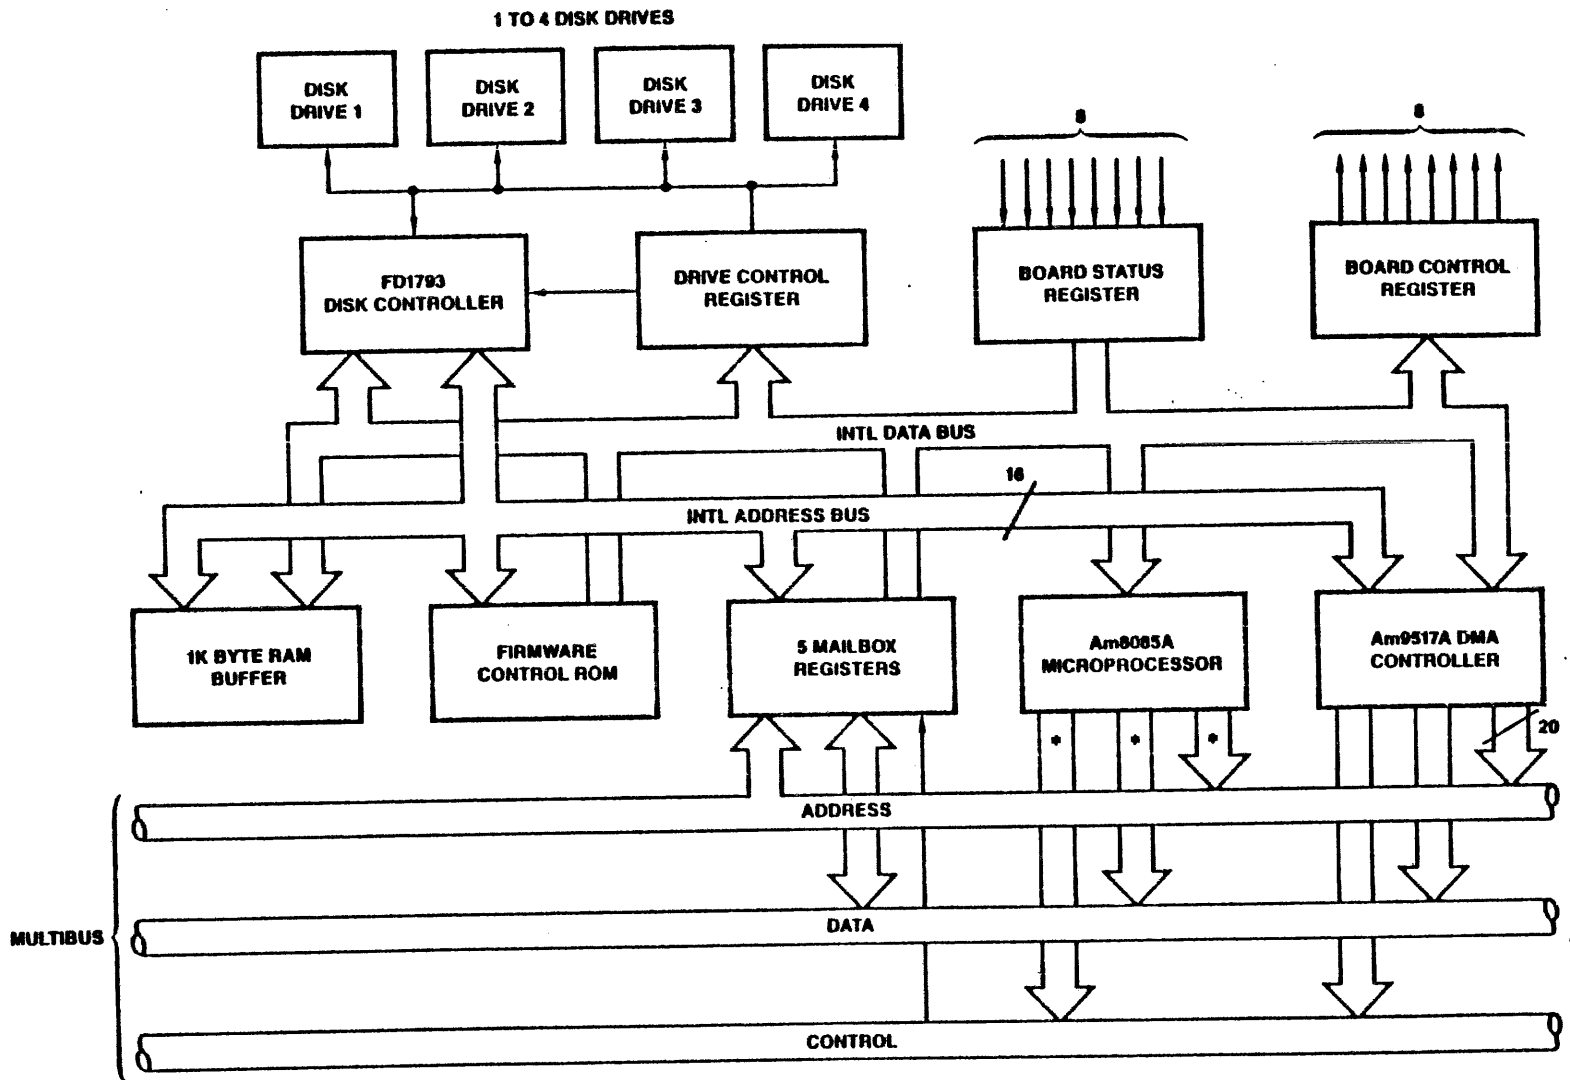 1 TO 4 DISK DRIVES
DISK
DRIVE 1
DISK
DRIVE 2
DISK
DRIVE 3
DISK
DRIVE 4
8
8
FD1793
DISK CONTROLLER
DRIVE CONTROL
REGISTER
BOARD STATUS
REGISTER
BOARD CONTROL
REGISTER
INTL DATA BUS
16
INTL ADDRESS BUS
1K BYTE RAM
BUFFER
FIRMWARE
CONTROL ROM
5 MAILBOX
REGISTERS
Am8085A
MICROPROCESSOR
Am9517A DMA
CONTROLLER
*
*
*
20
ADDRESS
MULTIBUS
DATA
CONTROL